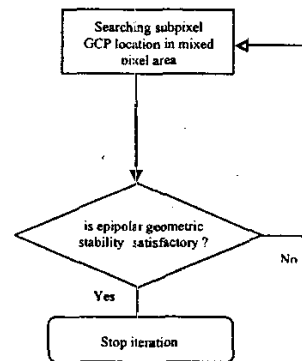 Searching subpixel
GCP location in mixed
pixel area
is epipolar geometric
stability satisfactory ?
No
Yes
Stop iteration